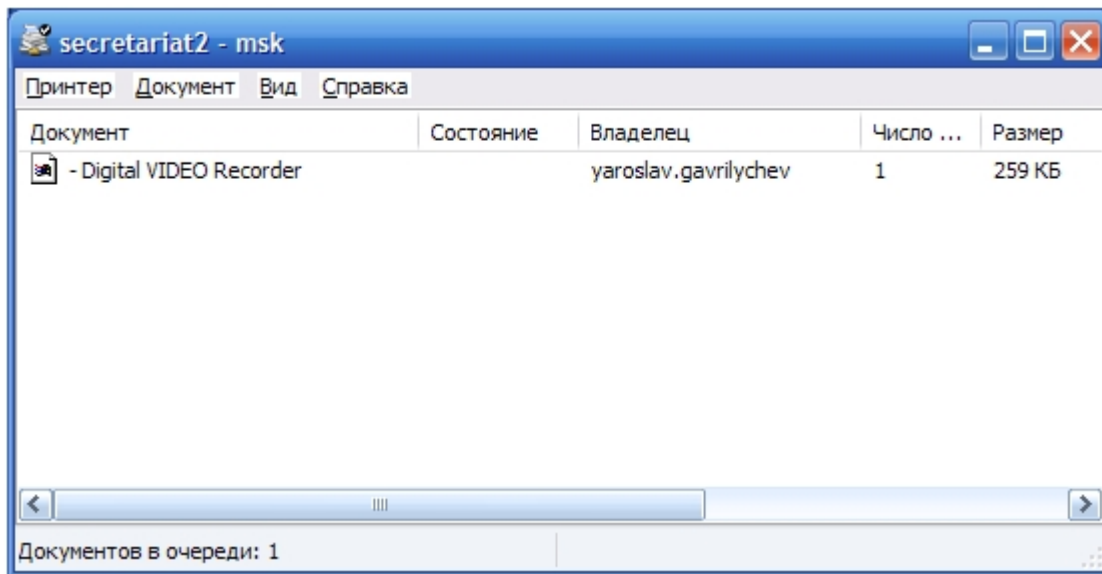 secretariat2 - msk
Принтер Документ Вид Справка
Документ Состояние Владелец Число ... Размер
- Digital VIDEO Recorder yaroslav.gavrilychev 1 259 КБ
Документов в очереди: 1